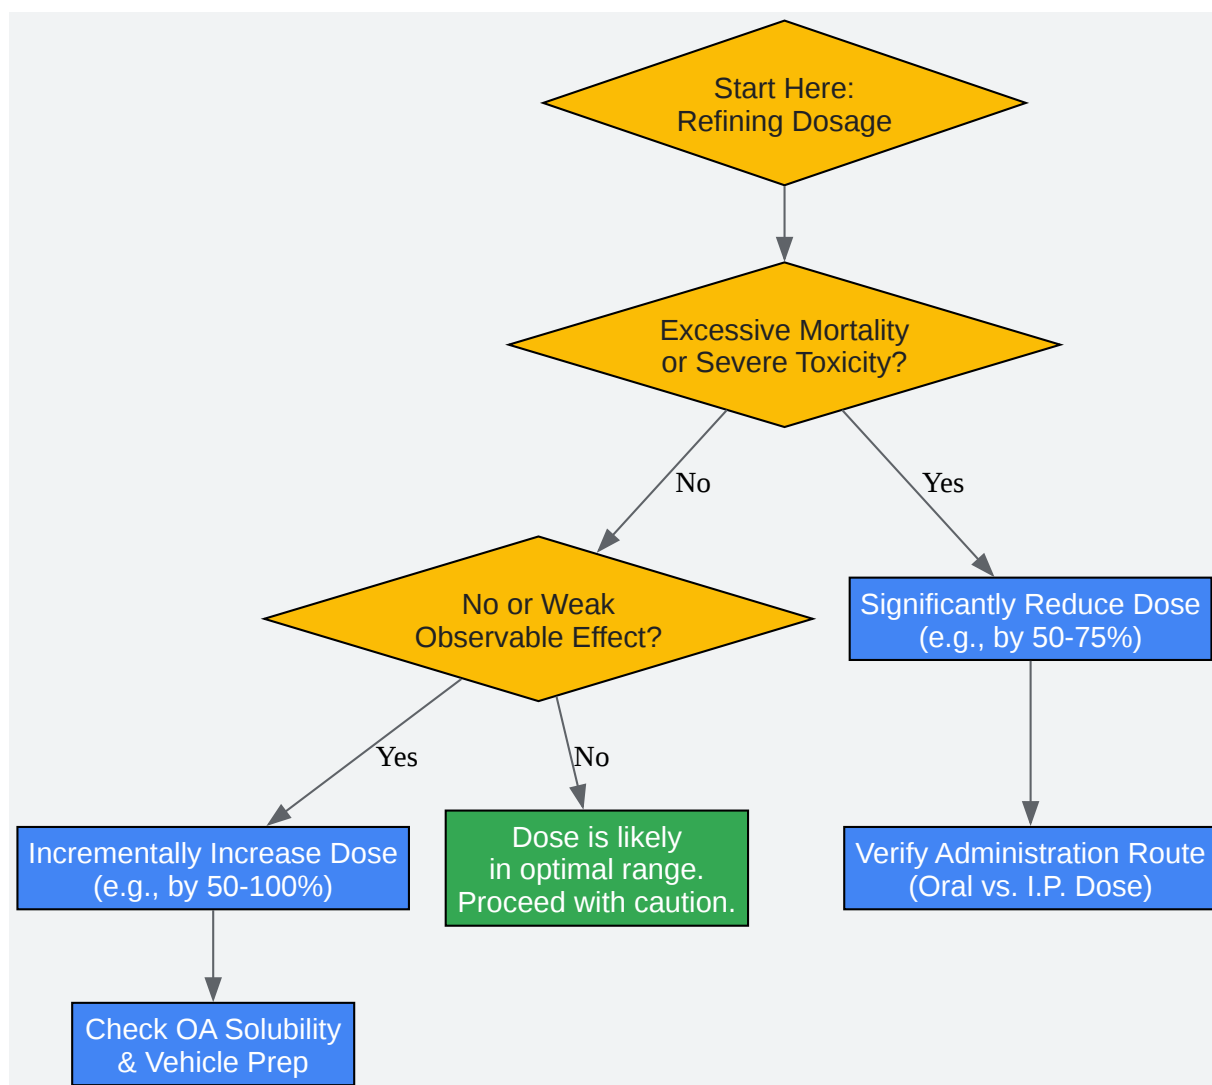 Start Here:
Refining Dosage
Excessive Mortality
or Severe Toxicity?
No
Yes
No or Weak
Observable Effect?
Significantly Reduce Dose
(e.g., by 50-75%)
Yes
No
Incrementally Increase Dose
(e.g., by 50-100%)
Dose is likely
in optimal range.
Proceed with caution.
Verify Administration Route
(Oral vs. I.P. Dose)
Check OA Solubility
& Vehicle Prep